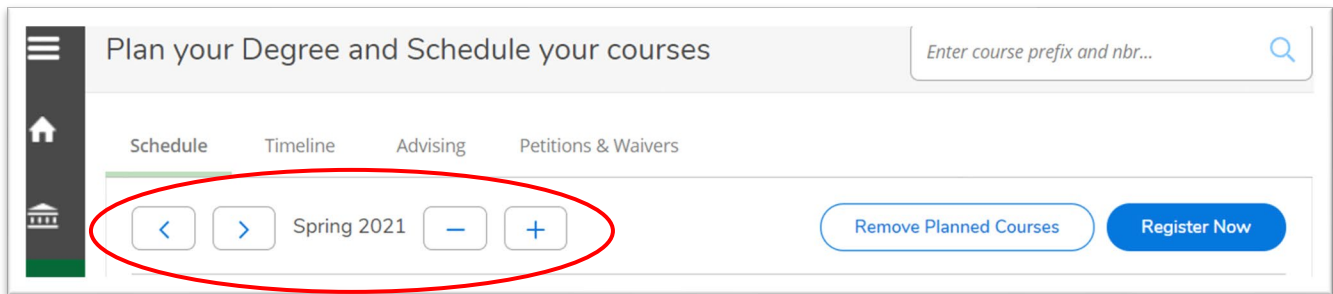 Plan your Degree and Schedule your courses
Enter course prefix and nbr...
Schedule Timeline Advising Petitions & Waivers
Spring 2021 Remove Planned Courses Register Now